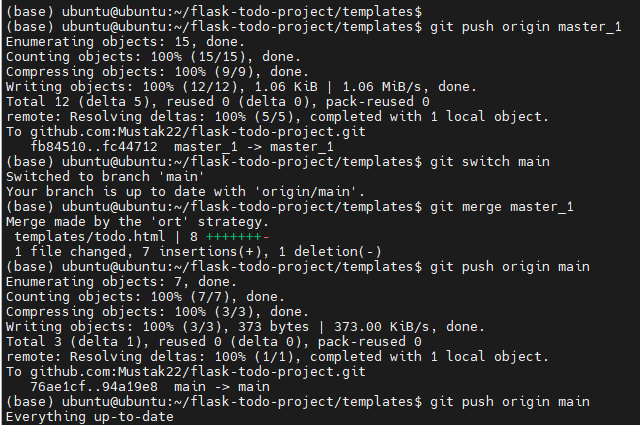 (base) ubuntu@ubuntu:~/flask-todo-project/templates$
(base) ubuntu@ubuntu:~/flask-todo-project/templates$ git push origin master_1
Enumerating objects: 15, done.
Counting objects: 100% (15/15), done.
Compressing objects: 100% (9/9), done.
Writing objects: 100% (12/12), 1.06 KiB | 1.06 MiB/s, done.
Total 12 (delta 5), reused 0 (delta 0), pack-reused 0
remote: Resolving deltas: 100% (5/5), completed with 1 local object.
To github.com:Mustak22/flask-todo-project.git
   fb84510..fc44712  master_1 -> master_1
(base) ubuntu@ubuntu:~/flask-todo-project/templates$ git switch main
Switched to branch 'main'
Your branch is up to date with 'origin/main'.
(base) ubuntu@ubuntu:~/flask-todo-project/templates$ git merge master_1
Merge made by the 'ort' strategy.
 templates/todo.html | 8 +++++++-
 1 file changed, 7 insertions(+), 1 deletion(-)
(base) ubuntu@ubuntu:~/flask-todo-project/templates$ git push origin main
Enumerating objects: 7, done.
Counting objects: 100% (7/7), done.
Compressing objects: 100% (3/3), done.
Writing objects: 100% (3/3), 373 bytes | 373.00 KiB/s, done.
Total 3 (delta 1), reused 0 (delta 0), pack-reused 0
remote: Resolving deltas: 100% (1/1), completed with 1 local object.
To github.com:Mustak22/flask-todo-project.git
   76ae1cf..94a19e8  main -> main
(base) ubuntu@ubuntu:~/flask-todo-project/templates$ git push origin main
Everything up-to-date